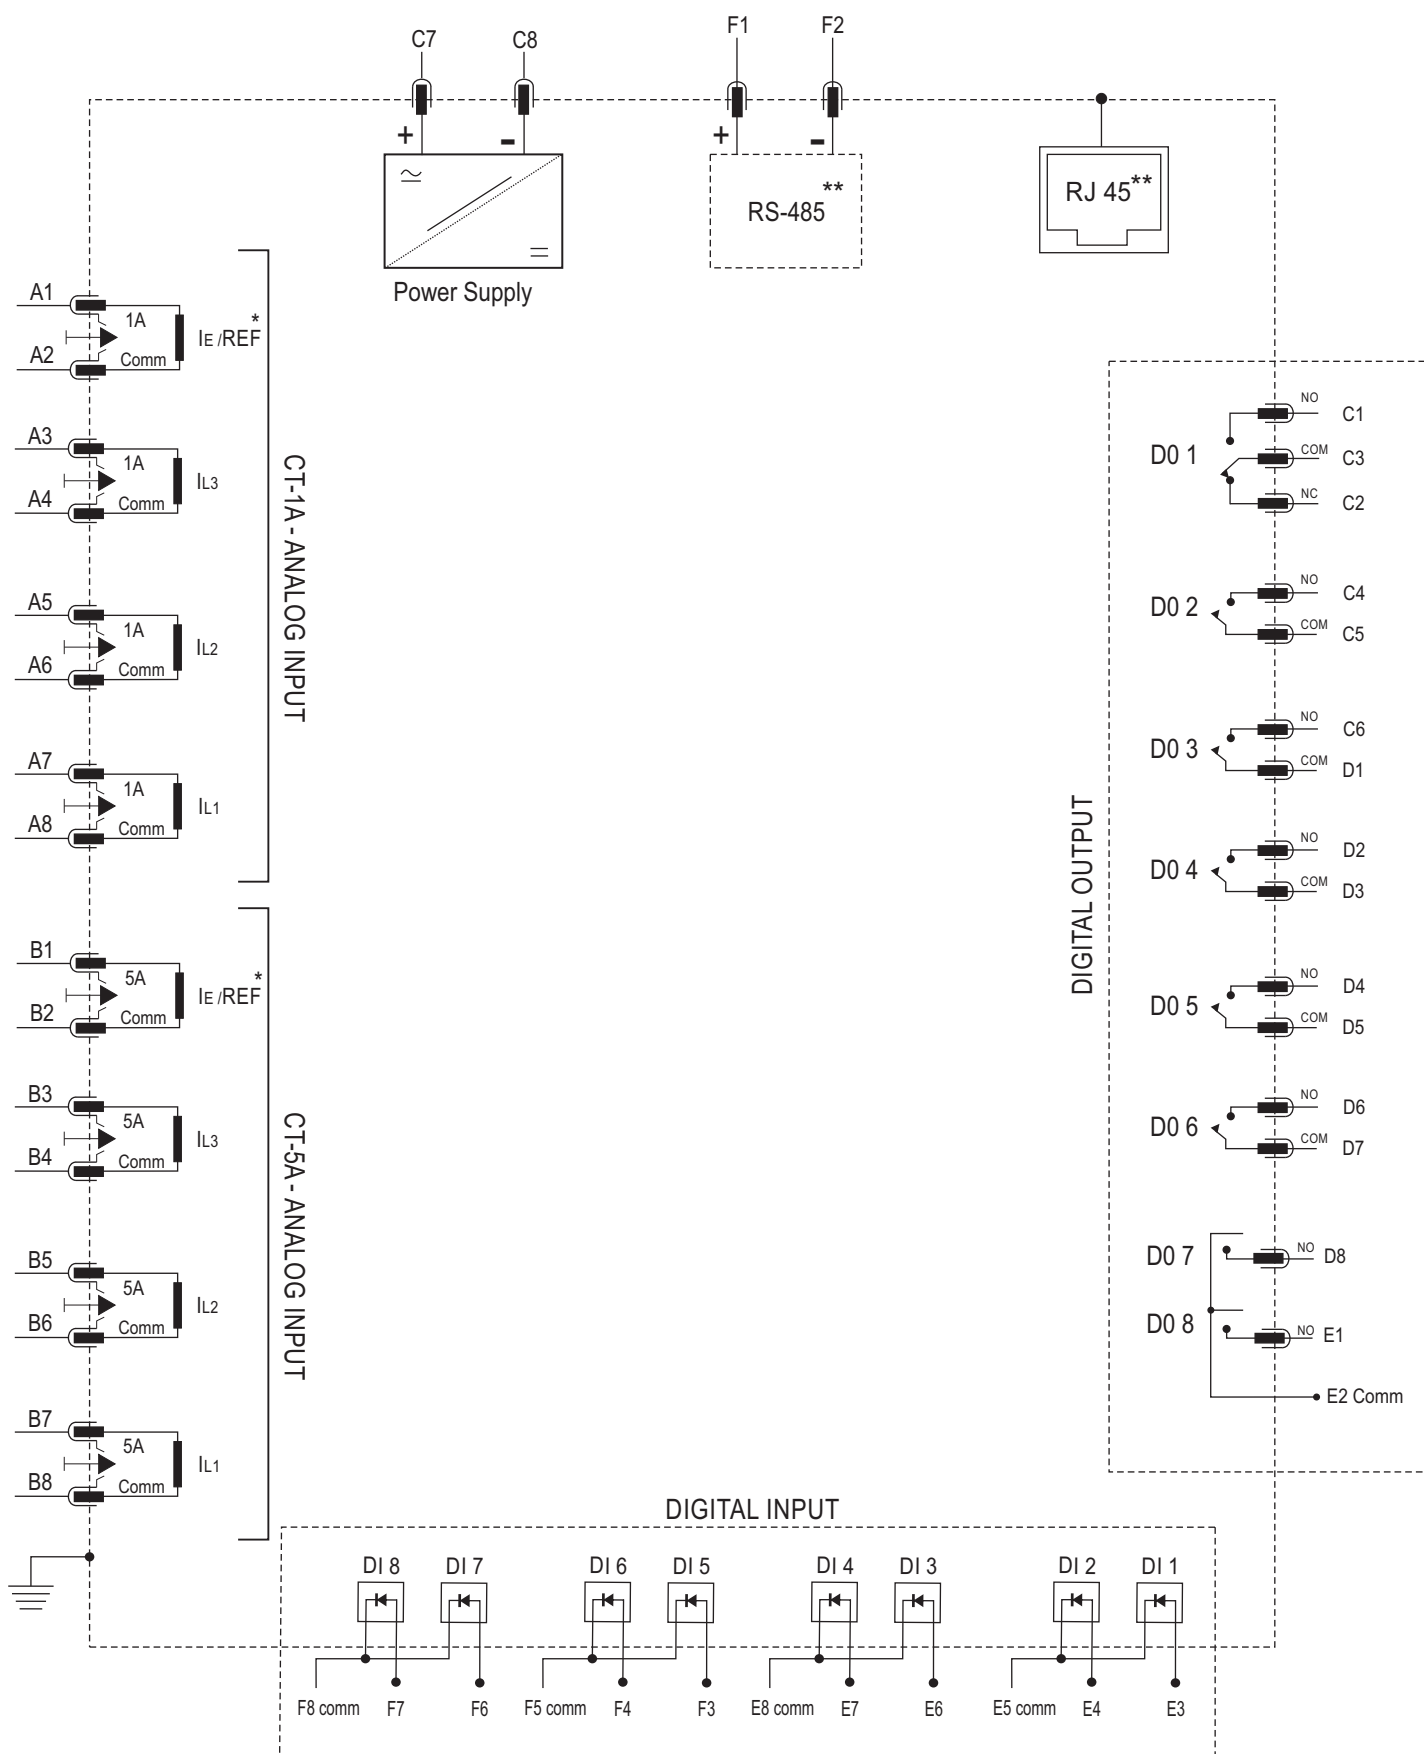 C7
C8
F1
F2
+
-
+
-
RS-485**
RJ 45**
Power Supply
A1
1A
IE /REF*
A2
Comm
A3
1A
IL3
A4
Comm
A5
1A
IL2
A6
Comm
A7
1A
IL1
A8
Comm
CT-1A - ANALOG INPUT
B1
5A
IE /REF*
B2
Comm
B3
5A
IL3
B4
Comm
B5
5A
IL2
B6
Comm
B7
5A
IL1
B8
Comm
CT-5A - ANALOG INPUT
DIGITAL OUTPUT
D0 1
NO C1
COM C3
NC C2
D0 2
NO C4
COM C5
D0 3
NO C6
COM D1
D0 4
NO D2
COM D3
D0 5
NO D4
COM D5
D0 6
NO D6
COM D7
D0 7
NO D8
D0 8
NO E1
E2 Comm
DIGITAL INPUT
DI 8 DI 7 DI 6 DI 5 DI 4 DI 3 DI 2 DI 1
F8 comm F7 F6 F5 comm F4 F3 E8 comm E7 E6 E5 comm E4 E3